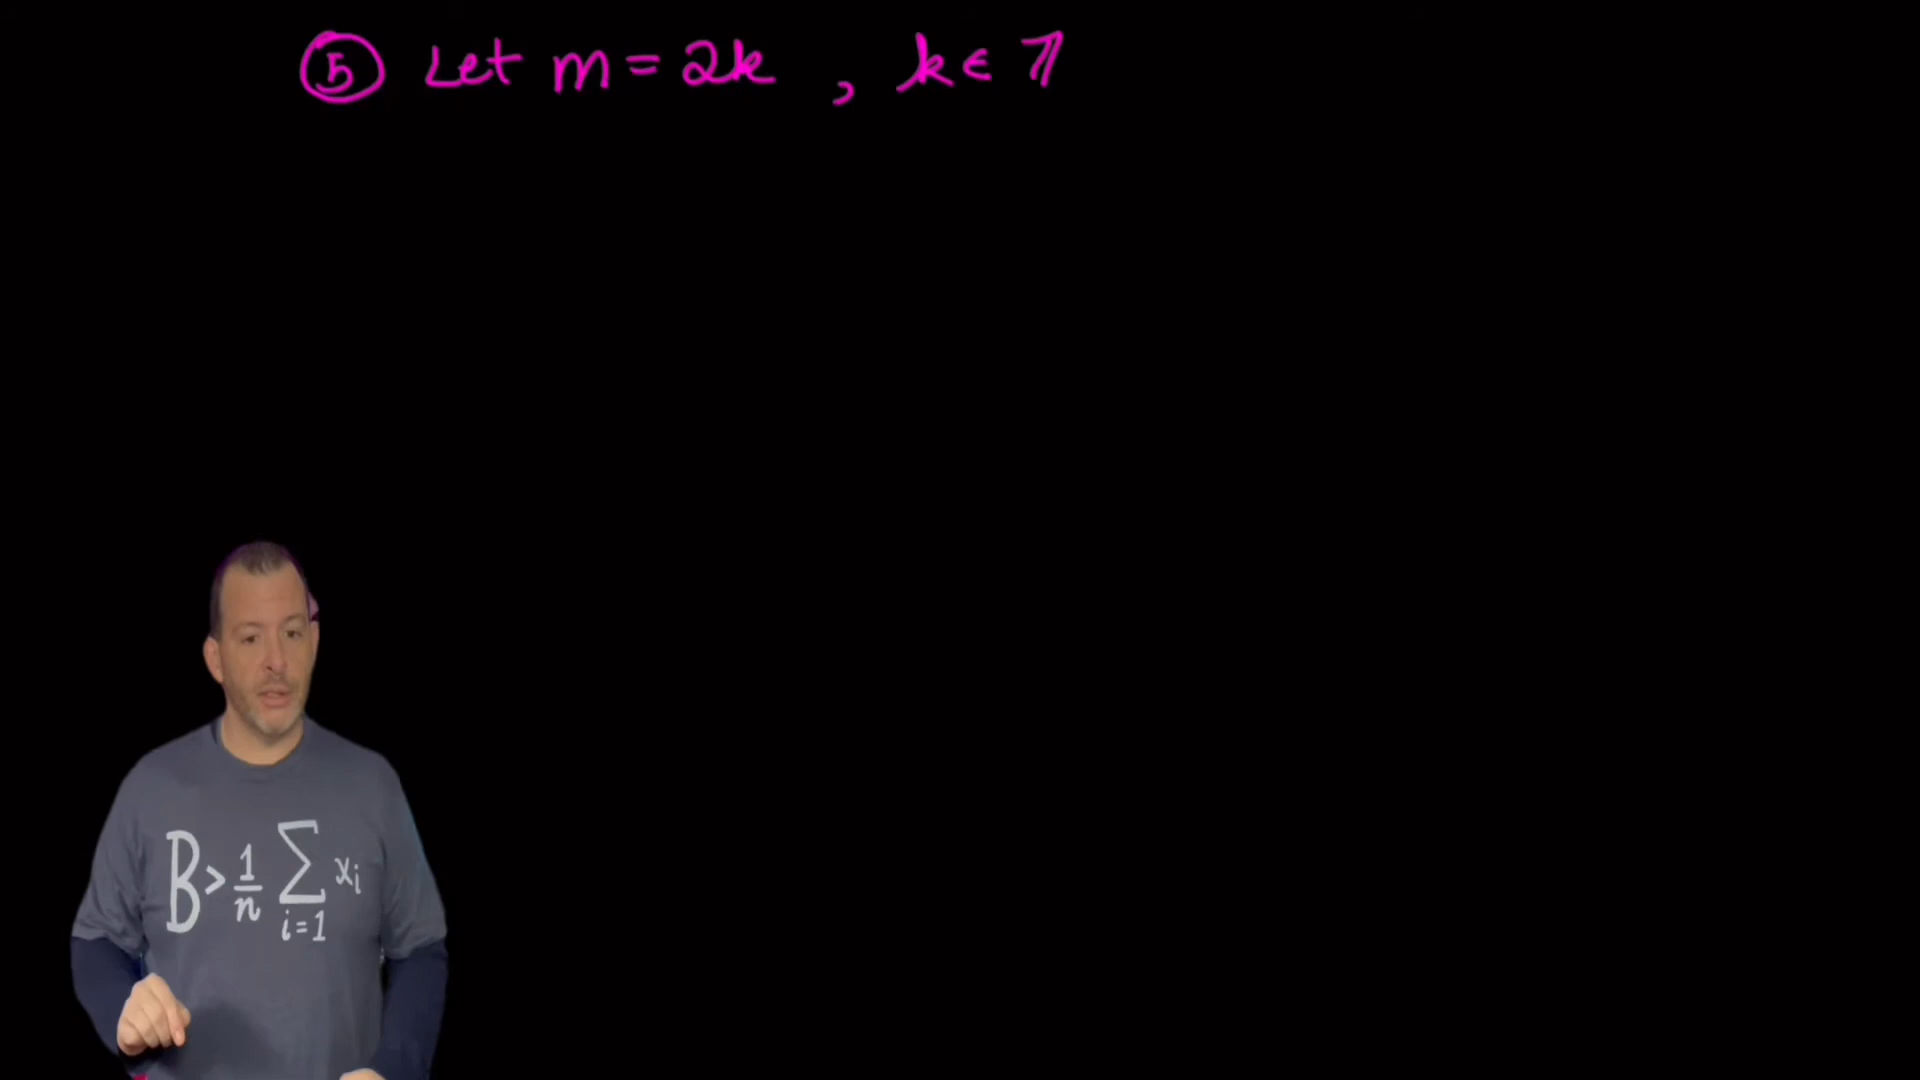 ⑤ Let m = 2k , k ∈ ℤ
B > 1/n ∑ i=1 xᵢ